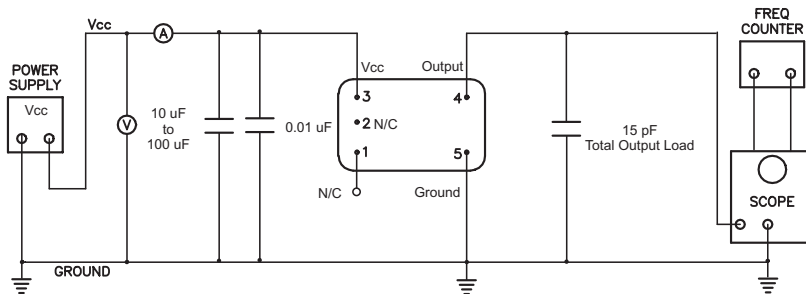 Vcc
A
FREQ
COUNTER
POWER
SUPPLY
Vcc
V
10 uF
to
100 uF
0.01 uF
Vcc
Output
3
4
2 N/C
1
5
N/C
Ground
15 pF
Total Output Load
SCOPE
GROUND